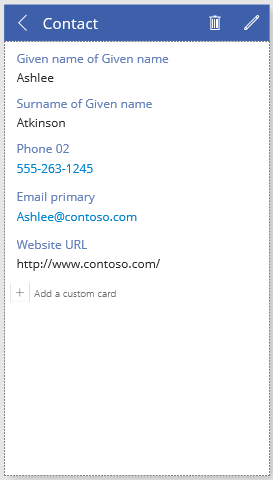 Contact
Given name of Given name
Ashlee
Surname of Given name
Atkinson
Phone 02
555-263-1245
Email primary
Ashlee@contoso.com
Website URL
http://www.contoso.com/
Add a custom card